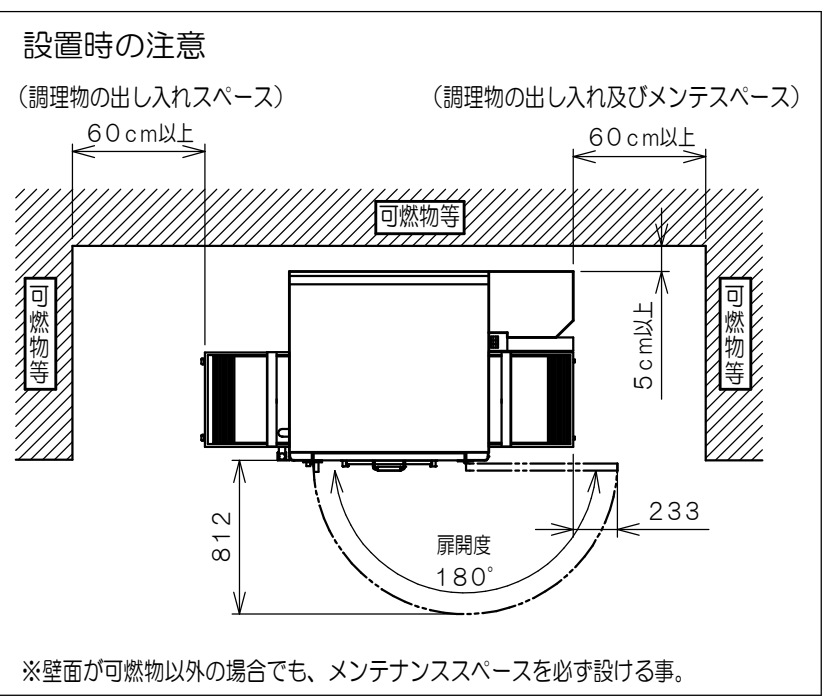 設置時の注意
(調理物の出し入れスペース)
(調理物の出し入れ及びメンテスペース)
60cm以上
60cm以上
可燃物等
可燃物等
可燃物等
5cm以上
812
233
扉開度
180°
※壁面が可燃物以外の場合でも、メンテナンススペースを必ず設ける事。